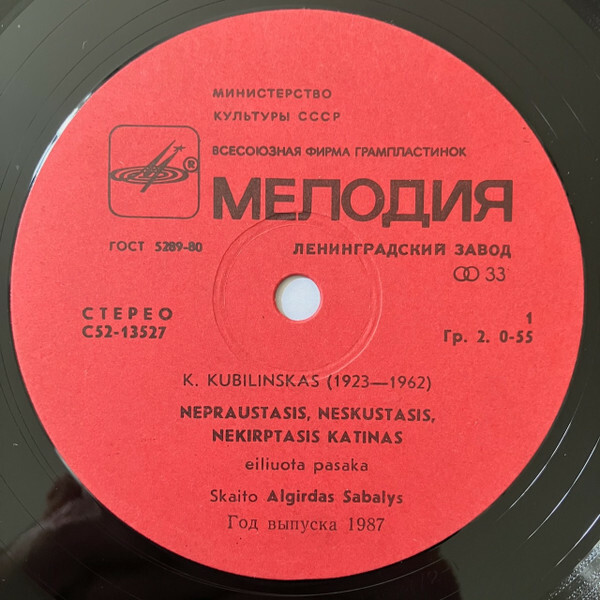 МИНИСТЕРСТВО
КУЛЬТУРЫ СССР
ВСЕСОЮЗНАЯ ФИРМА ГРАМПЛАСТИНОК
®
МЕЛОДИЯ
ГОСТ 5289-80
ЛЕНИНГРАДСКИЙ ЗАВОД
33
СТЕРЕО
1
С52-13527
Гр. 2. 0-55
K. KUBILINSKAS (1923—1962)
NEPRAUSTASIS, NESKUSTASIS,
NEKIRPTASIS KATINAS
eiliuota pasaka
Skaito Algirdas Sabalys
Год выпуска 1987